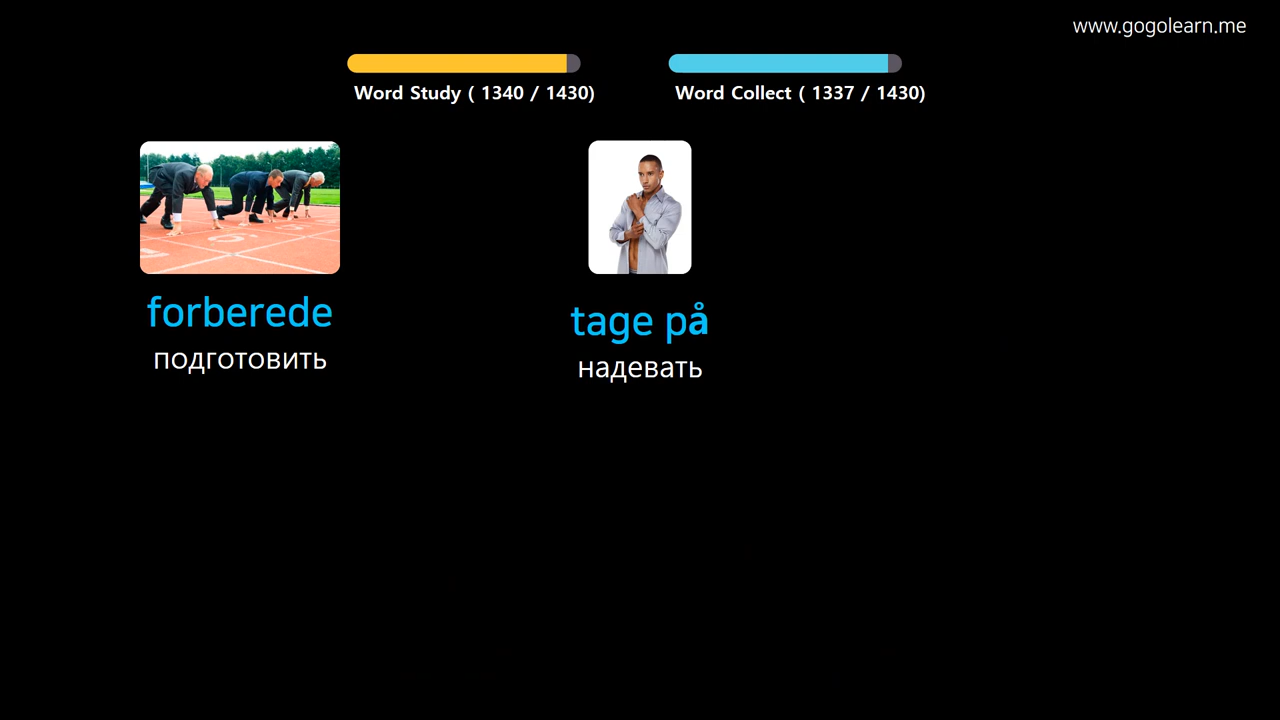 www.gogolearn.me
Word Study ( 1340 / 1430)
Word Collect ( 1337 / 1430)
forberede
подготовить
tage på
надевать